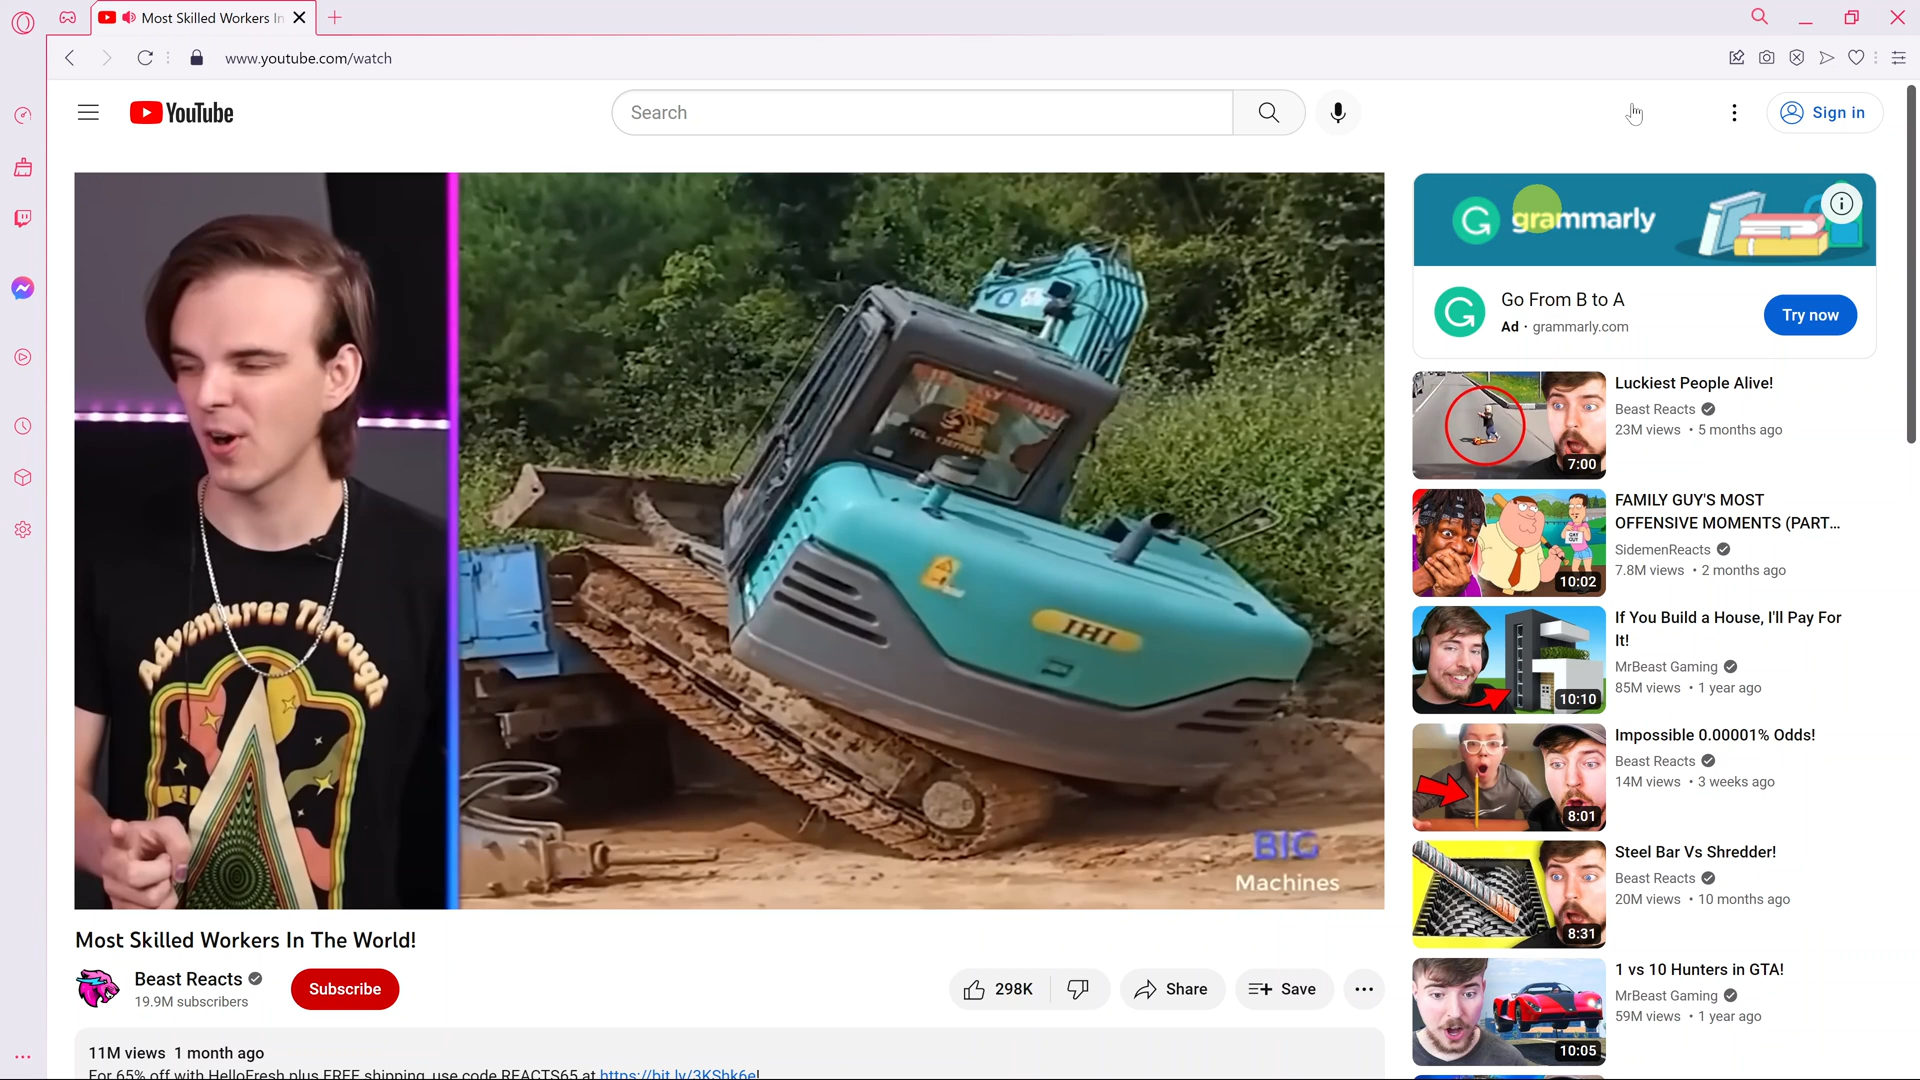 Most Skilled Workers In
www.youtube.com/watch
YouTube
Search
Sign in
Adventures Through
IHI
BIG
Machines
grammarly
Go From B to A
Ad · grammarly.com
Try now
Luckiest People Alive!
Beast Reacts
23M views • 5 months ago
7:00
FAMILY GUY'S MOST
OFFENSIVE MOMENTS (PART...
SidemenReacts
7.8M views • 2 months ago
10:02
If You Build a House, I'll Pay For
It!
MrBeast Gaming
85M views • 1 year ago
10:10
Impossible 0.00001% Odds!
Beast Reacts
14M views • 3 weeks ago
8:01
Steel Bar Vs Shredder!
Beast Reacts
20M views • 10 months ago
8:31
1 vs 10 Hunters in GTA!
MrBeast Gaming
59M views • 1 year ago
10:05
Most Skilled Workers In The World!
Beast Reacts
19.9M subscribers
Subscribe
298K
Share
Save
11M views 1 month ago
For 65% off with HelloFresh plus FREE shipping, use code REACTS65 at https://bit.ly/3KShk6e!